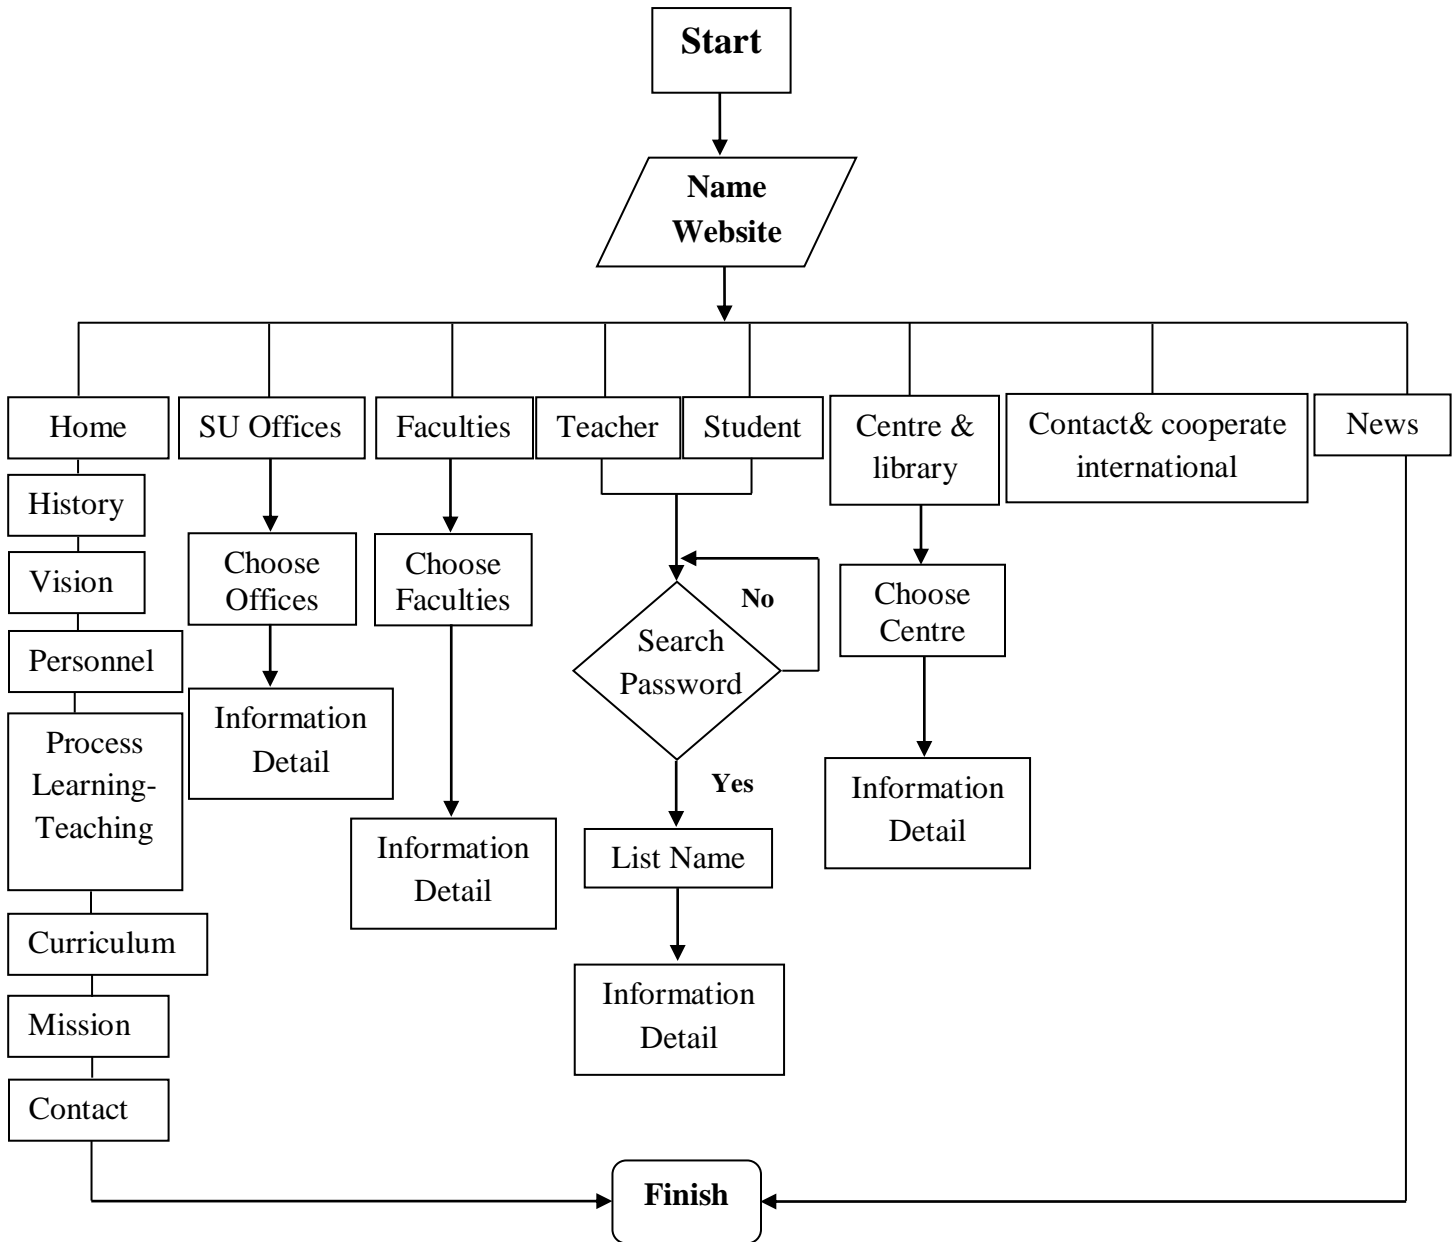 Start
Name
Website
Home
SU Offices
Faculties
Teacher
Student
Centre &
library
Contact& cooperate
international
News
History
Vision
Personnel
Process
Learning-
Teaching
Curriculum
Mission
Contact
Choose
Offices
Information
Detail
Choose
Faculties
Information
Detail
No
Search
Password
Yes
List Name
Information
Detail
Choose
Centre
Information
Detail
Finish